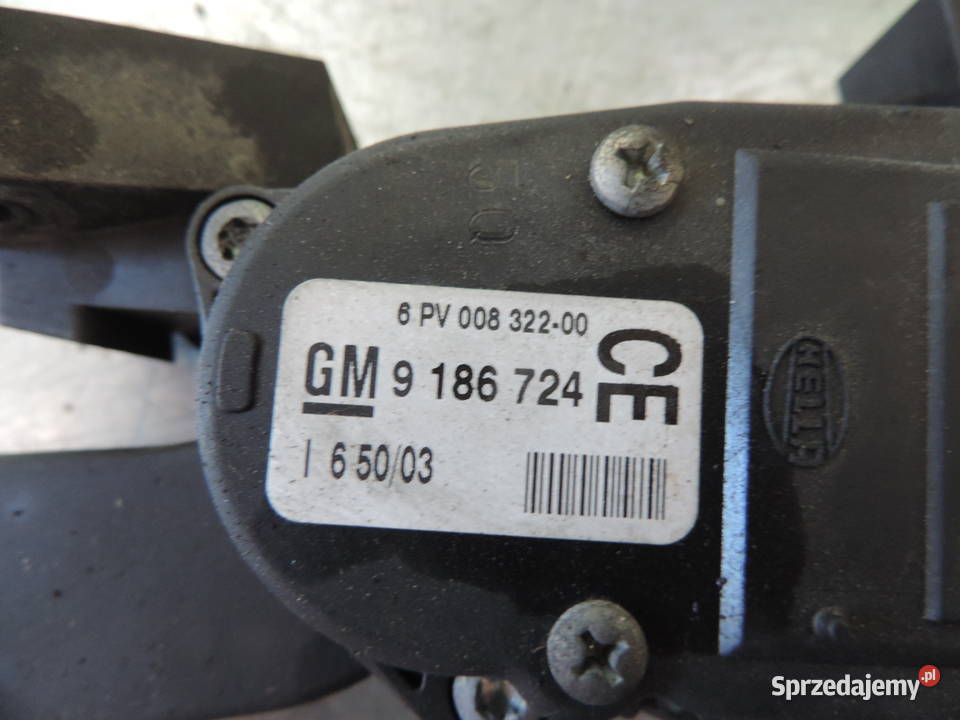 6 PV 008 322-00
GM 9 186 724 CE
I 6 50/03
HELLA
Sprzedajemy.pl